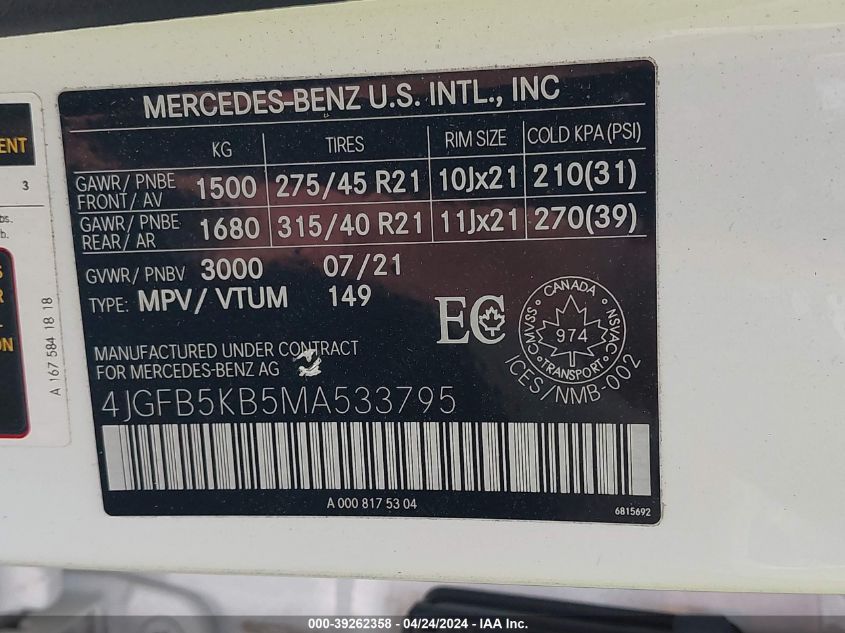 MERCEDES-BENZ U.S. INTL., INC
KG TIRES RIM SIZE COLD KPA (PSI)
GAWR/ PNBE FRONT/ AV 1500 275/45 R21 10Jx21 210(31)
GAWR/ PNBE REAR/ AR 1680 315/40 R21 11Jx21 270(39)
GVWR/ PNBV 3000 07/21
TYPE: MPV/ VTUM 149
EC
CANADA
CMVSS 974 NSVAC
TRANSPORT
ICES/NMB-002
MANUFACTURED UNDER CONTRACT
FOR MERCEDES-BENZ AG
4JGFB5KB5MA533795
A 000 817 53 04
6815692
ENT
3
bs.
b.
S
R
ON
A 167 584 18 18
000-39262358 - 04/24/2024 - IAA Inc.